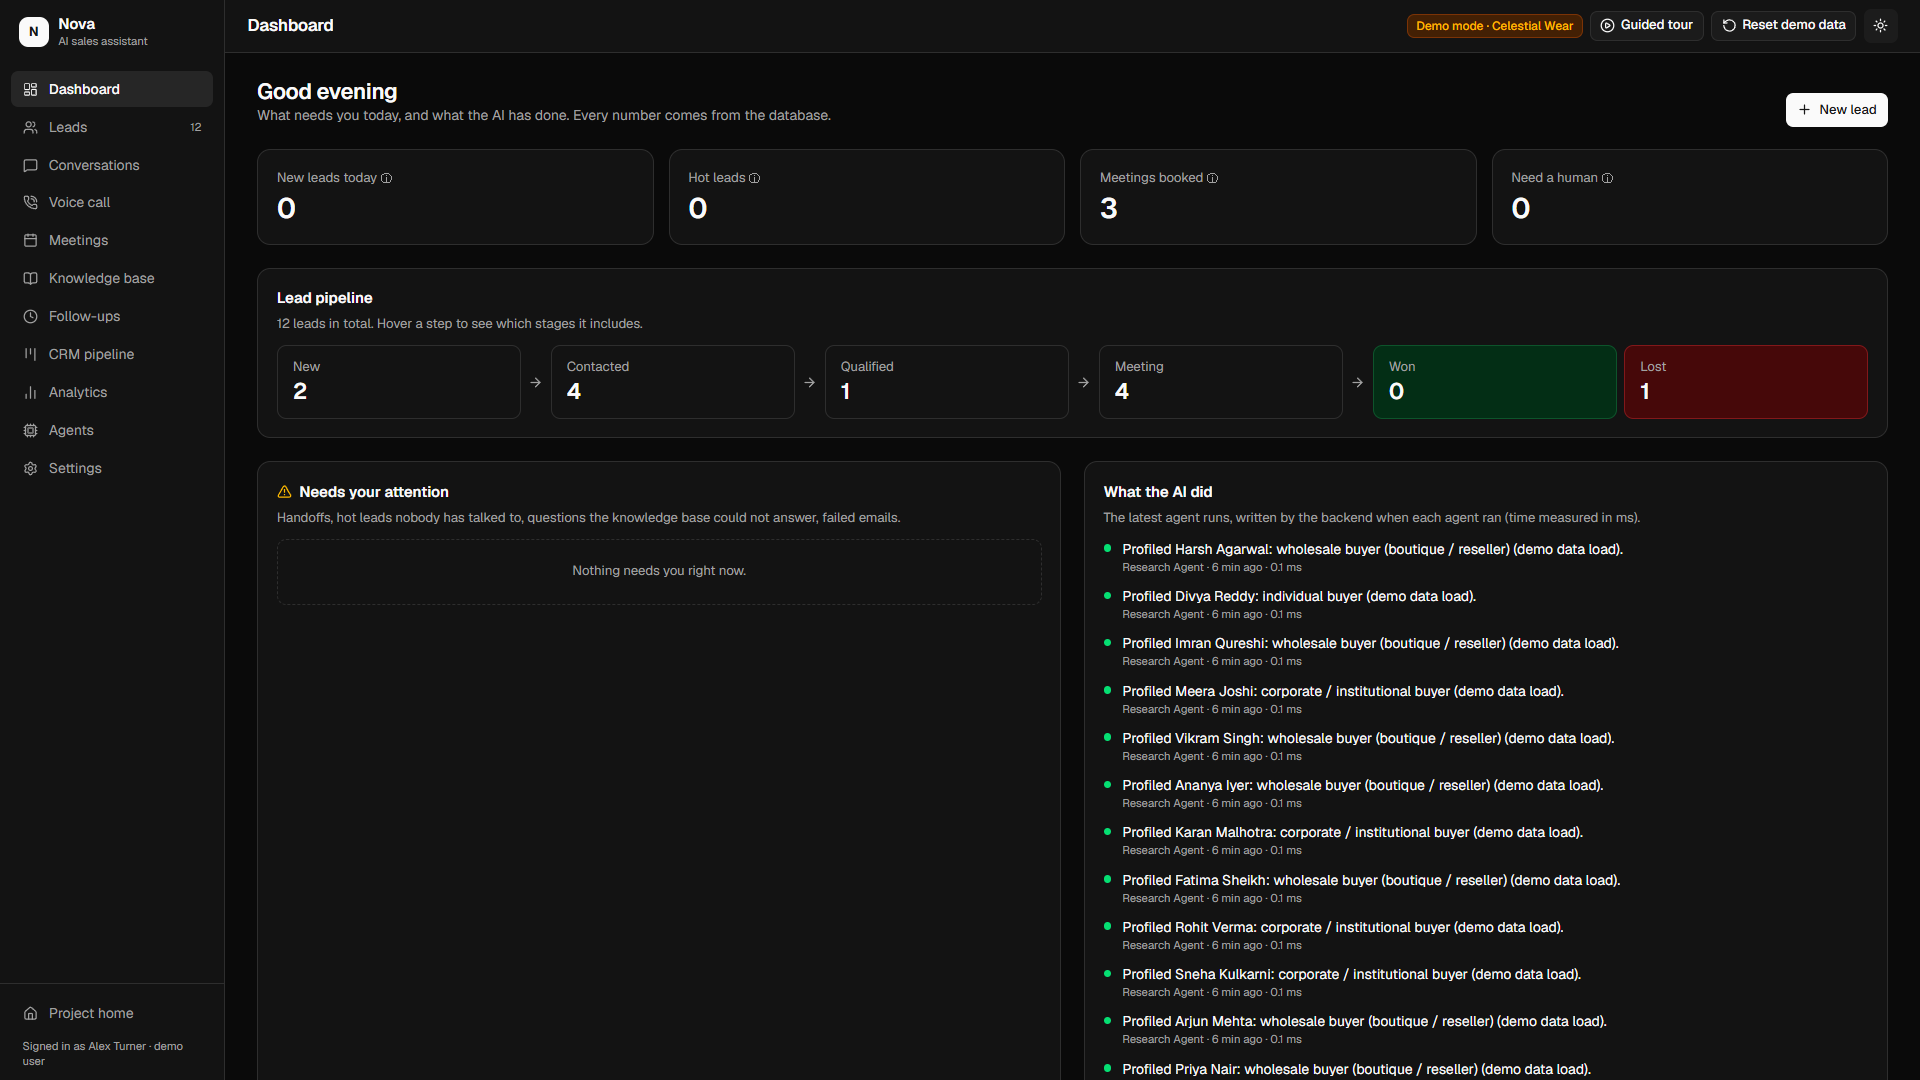 N
Nova
AI sales assistant
Dashboard
Leads
12
Conversations
Voice call
Meetings
Knowledge base
Follow-ups
CRM pipeline
Analytics
Agents
Settings
Project home
Signed in as Alex Turner · demo
user
Dashboard
Demo mode · Celestial Wear
Guided tour
Reset demo data
Good evening
What needs you today, and what the AI has done. Every number comes from the database.
New lead
New leads today
0
Hot leads
0
Meetings booked
3
Need a human
0
Lead pipeline
12 leads in total. Hover a step to see which stages it includes.
New
2
Contacted
4
Qualified
1
Meeting
4
Won
0
Lost
1
Needs your attention
Handoffs, hot leads nobody has talked to, questions the knowledge base could not answer, failed emails.
Nothing needs you right now.
What the AI did
The latest agent runs, written by the backend when each agent ran (time measured in ms).
Profiled Harsh Agarwal: wholesale buyer (boutique / reseller) (demo data load).
Research Agent · 6 min ago · 0.1 ms
Profiled Divya Reddy: individual buyer (demo data load).
Research Agent · 6 min ago · 0.1 ms
Profiled Imran Qureshi: wholesale buyer (boutique / reseller) (demo data load).
Research Agent · 6 min ago · 0.1 ms
Profiled Meera Joshi: corporate / institutional buyer (demo data load).
Research Agent · 6 min ago · 0.1 ms
Profiled Vikram Singh: wholesale buyer (boutique / reseller) (demo data load).
Research Agent · 6 min ago · 0.1 ms
Profiled Ananya Iyer: wholesale buyer (boutique / reseller) (demo data load).
Research Agent · 6 min ago · 0.1 ms
Profiled Karan Malhotra: corporate / institutional buyer (demo data load).
Research Agent · 6 min ago · 0.1 ms
Profiled Fatima Sheikh: wholesale buyer (boutique / reseller) (demo data load).
Research Agent · 6 min ago · 0.1 ms
Profiled Rohit Verma: corporate / institutional buyer (demo data load).
Research Agent · 6 min ago · 0.1 ms
Profiled Sneha Kulkarni: corporate / institutional buyer (demo data load).
Research Agent · 6 min ago · 0.1 ms
Profiled Arjun Mehta: wholesale buyer (boutique / reseller) (demo data load).
Research Agent · 6 min ago · 0.1 ms
Profiled Priya Nair: wholesale buyer (boutique / reseller) (demo data load).